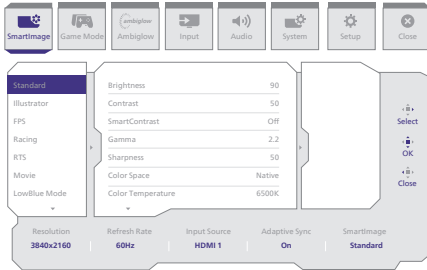 ambiglow
SmartImage
Game Mode
Ambiglow
Input
Audio
System
Setup
Close
Standard
Illustrator
FPS
Racing
RTS
Movie
LowBlue Mode
Brightness 90
Contrast 50
SmartContrast Off
Gamma 2.2
Sharpness 50
Color Space Native
Color Temperature 6500K
Select
OK
Close
Resolution
Refresh Rate
Input Source
Adaptive Sync
SmartImage
3840x2160
60Hz
HDMI 1
On
Standard